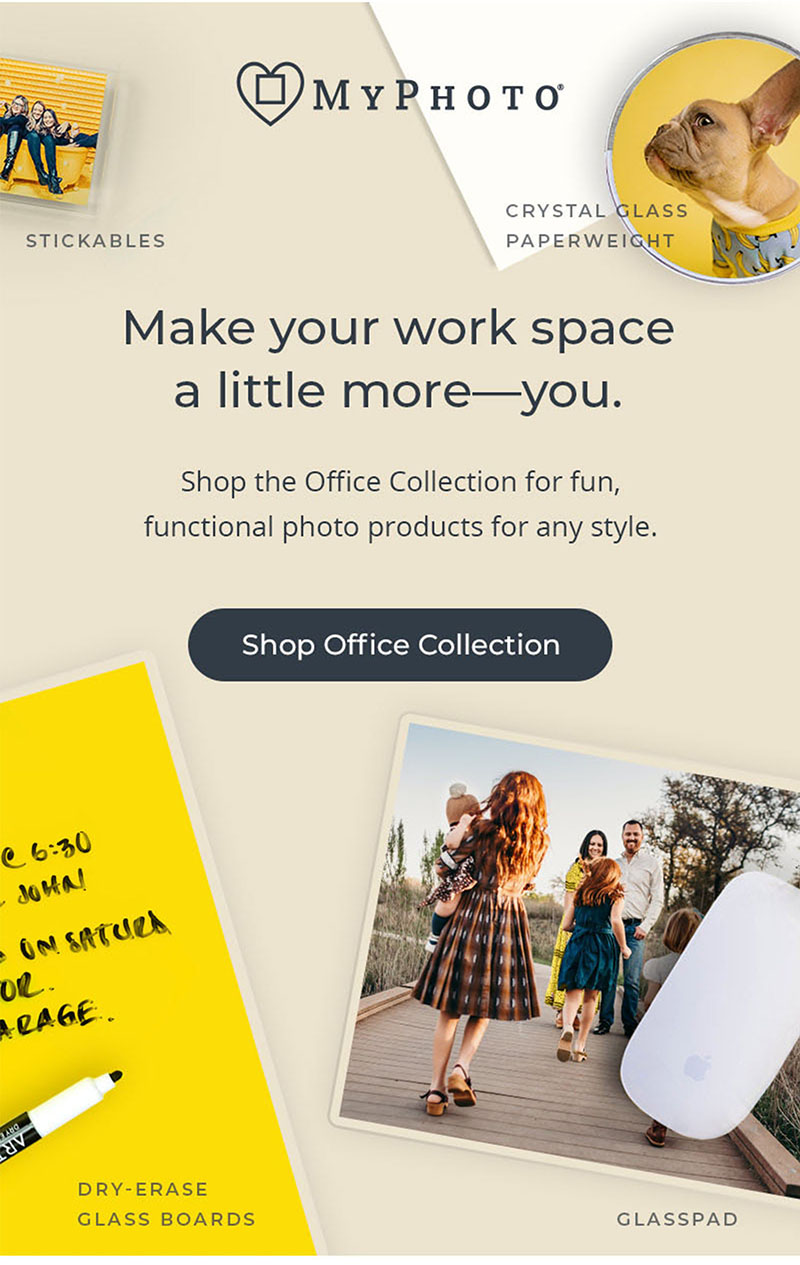 MYPHOTO®
CRYSTAL GLASS
PAPERWEIGHT
STICKABLES
Make your work space
a little more—you.
Shop the Office Collection for fun,
functional photo products for any style.
Shop Office Collection
@ 6:30
JOHN
ON SATURDA
OR.
ARAGE.
ART
DRY-ERASE
GLASS BOARDS
GLASSPAD